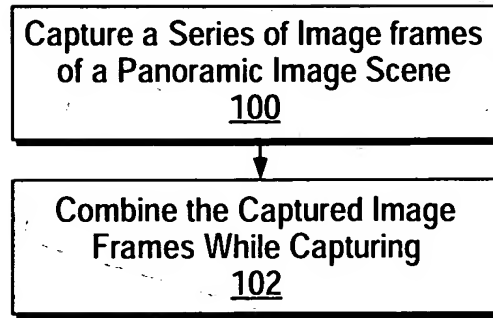 Capture a Series of Image frames
of a Panoramic Image Scene
100
Combine the Captured Image
Frames While Capturing
102